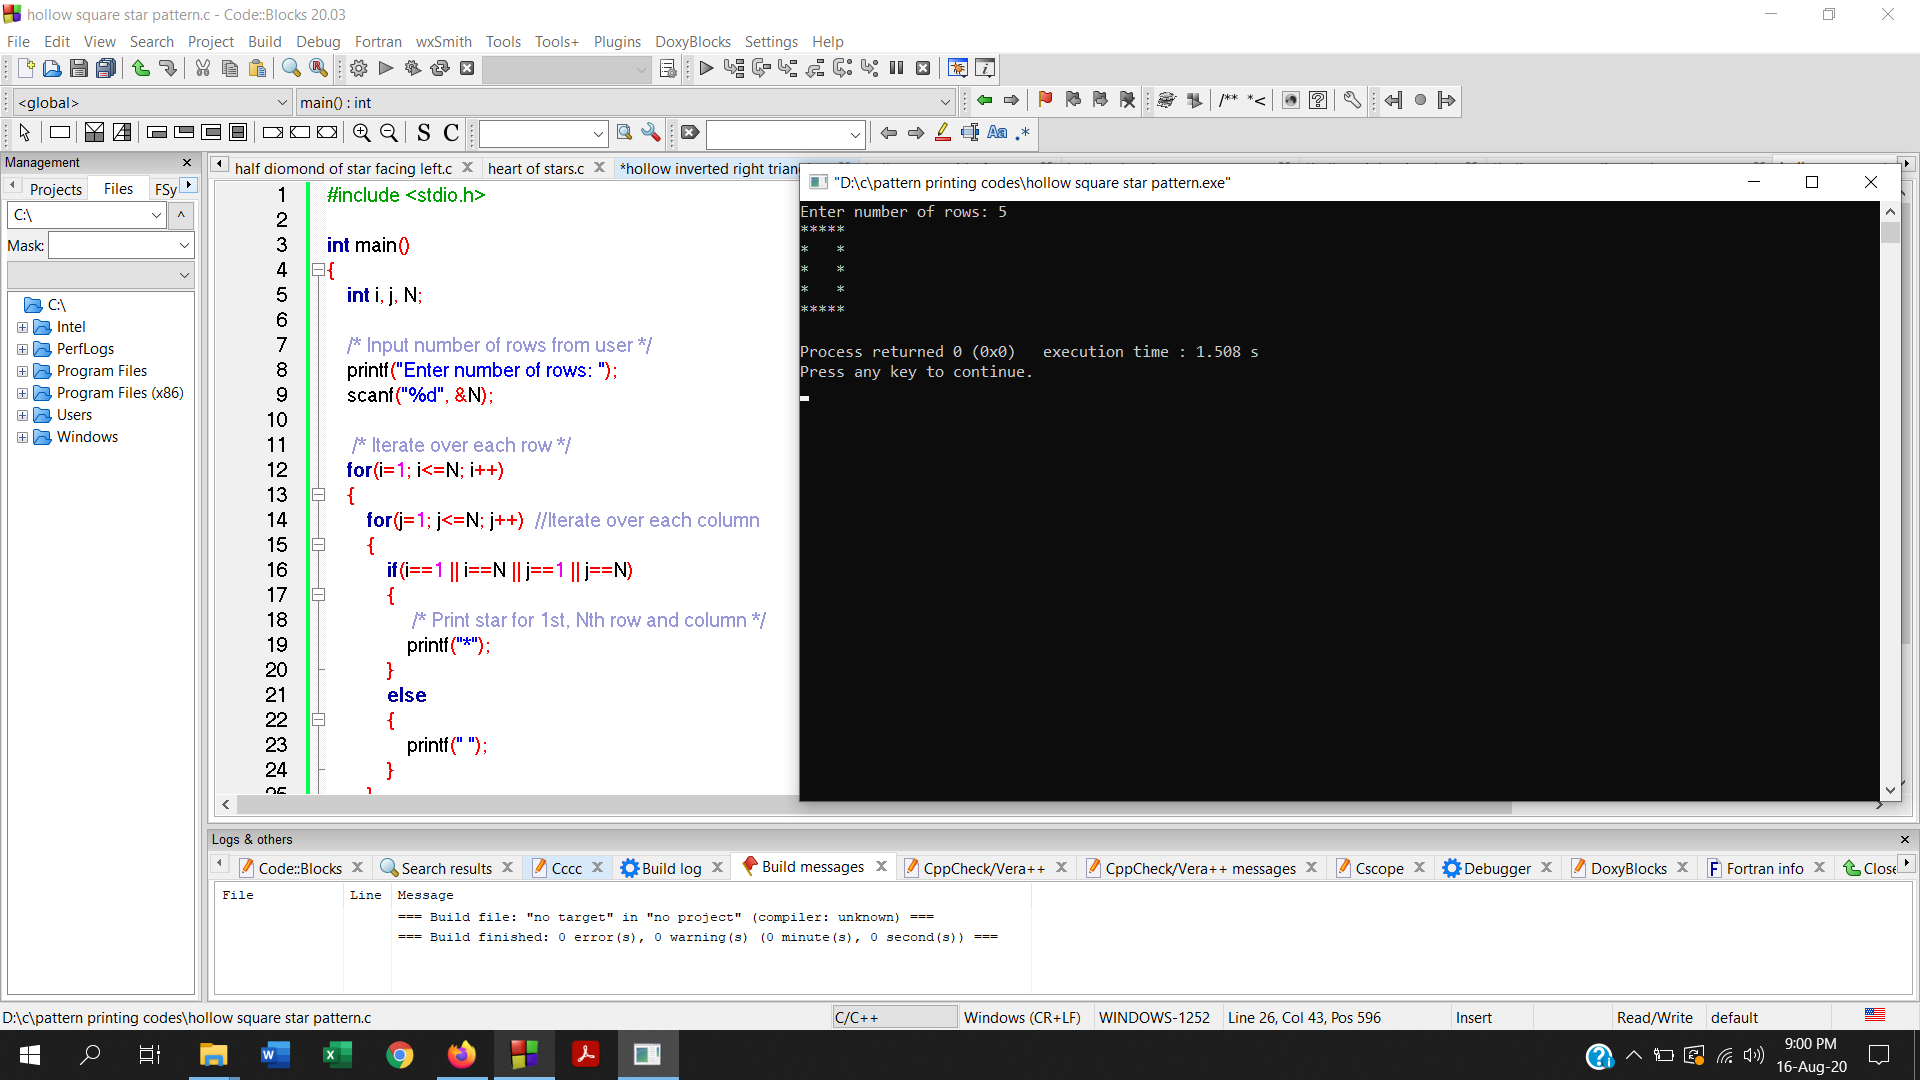 hollow square star pattern.c - Code::Blocks 20.03
File Edit View Search Project Build Debug Fortran wxSmith Tools Tools+ Plugins DoxyBlocks Settings Help
<global> main() : int
/** *<
S C Aa .*
Management
Projects Files FSy
half diomond of star facing left.c heart of stars.c *hollow inverted right trian
C:\
Mask:
C:\
Intel
PerfLogs
Program Files
Program Files (x86)
Users
Windows
1 #include <stdio.h>
2
3 int main()
4 {
5 int i, j, N;
6
7 /* Input number of rows from user */
8 printf("Enter number of rows: ");
9 scanf("%d", &N);
10
11 /* Iterate over each row */
12 for(i=1; i<=N; i++)
13 {
14 for(j=1; j<=N; j++) //Iterate over each column
15 {
16 if(i==1 || i==N || j==1 || j==N)
17 {
18 /* Print star for 1st, Nth row and column */
19 printf("*");
20 }
21 else
22 {
23 printf(" ");
24 }
25 }
"D:\c\pattern printing codes\hollow square star pattern.exe"
Enter number of rows: 5
*****
*   *
*   *
*   *
*****
Process returned 0 (0x0)   execution time : 1.508 s
Press any key to continue.
Logs & others
Code::Blocks Search results Cccc Build log Build messages CppCheck/Vera++ CppCheck/Vera++ messages Cscope Debugger DoxyBlocks Fortran info Close
File Line Message
=== Build file: "no target" in "no project" (compiler: unknown) ===
=== Build finished: 0 error(s), 0 warning(s) (0 minute(s), 0 second(s)) ===
D:\c\pattern printing codes\hollow square star pattern.c C/C++ Windows (CR+LF) WINDOWS-1252 Line 26, Col 43, Pos 596 Insert Read/Write default
9:00 PM
16-Aug-20